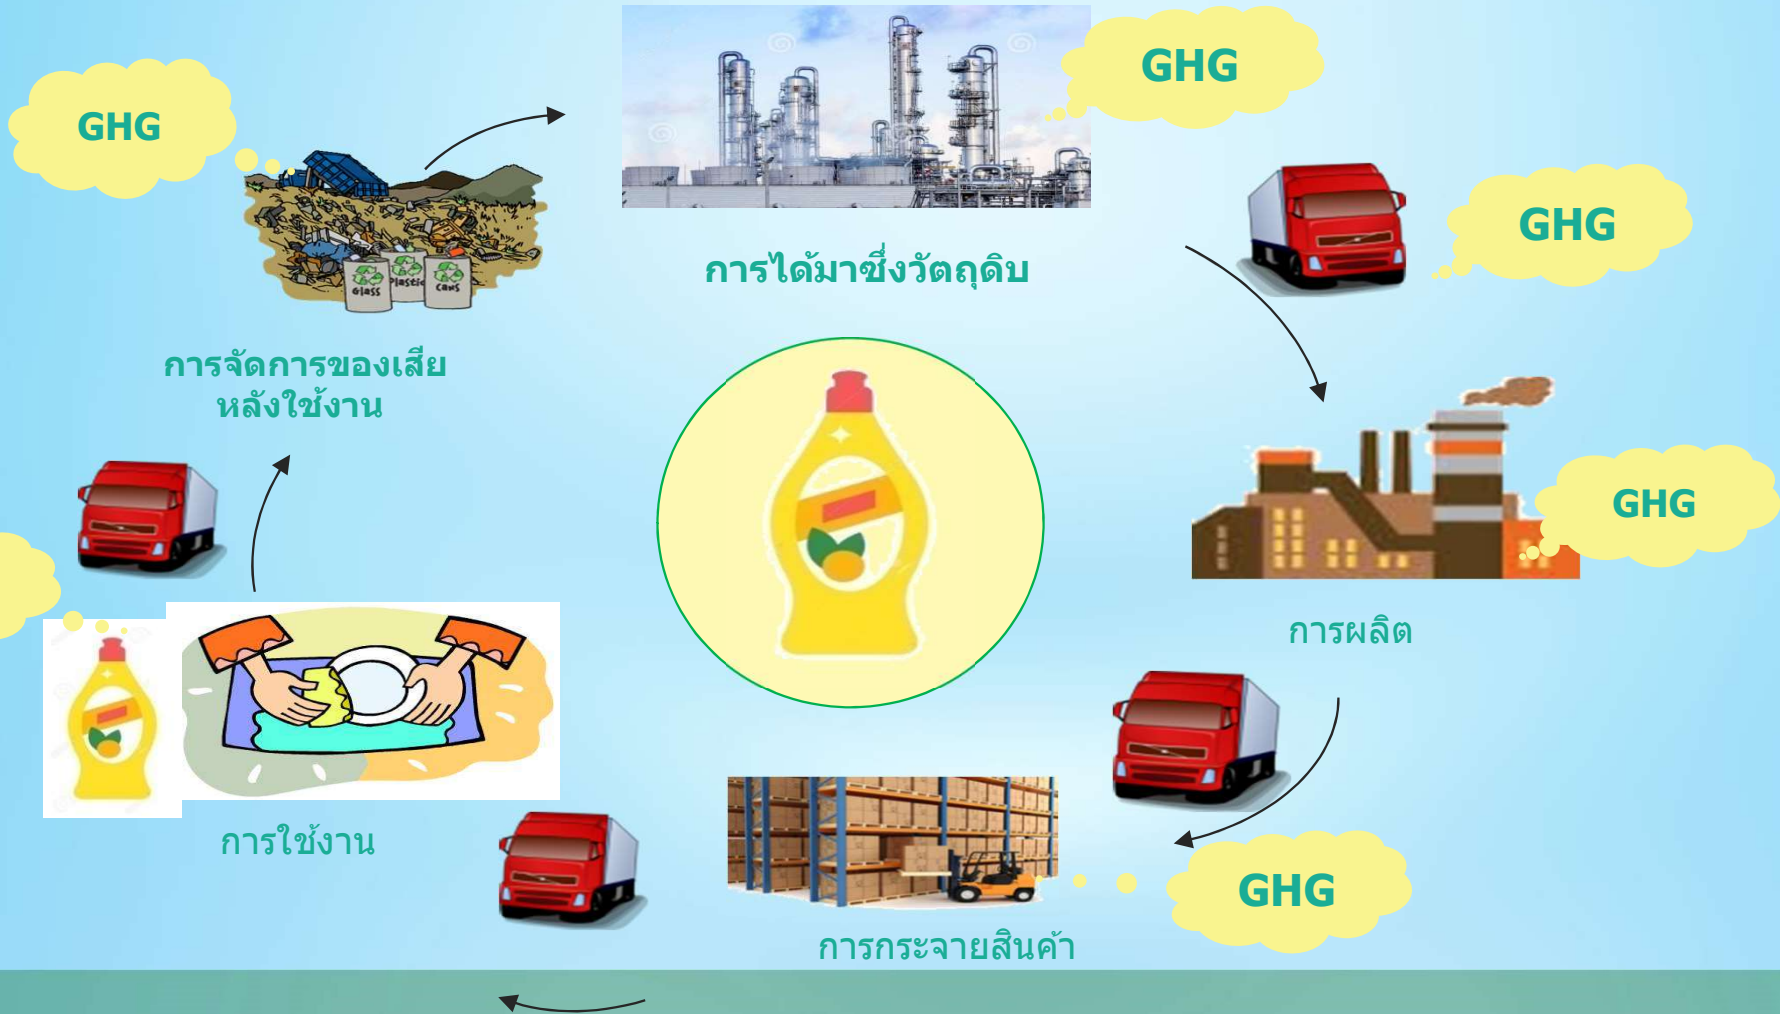 GHG
GHG
GHG
การได้มาซึ่งวัตถุดิบ
Glass
Plastic
Cans
การจัดการของเสีย
หลังใช้งาน
GHG
การผลิต
การใช้งาน
GHG
การกระจายสินค้า